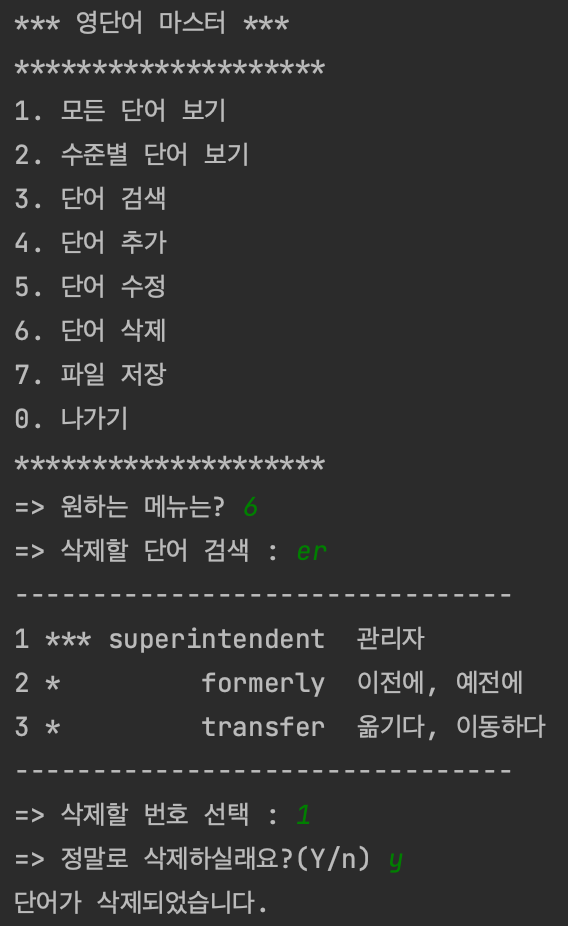 *** 영단어 마스터 ***
********************
1. 모든 단어 보기
2. 수준별 단어 보기
3. 단어 검색
4. 단어 추가
5. 단어 수정
6. 단어 삭제
7. 파일 저장
0. 나가기
********************
=> 원하는 메뉴는? 6
=> 삭제할 단어 검색 : er
--------------------------------
1 *** superintendent  관리자
2 *         formerly  이전에, 예전에
3 *         transfer  옮기다, 이동하다
--------------------------------
=> 삭제할 번호 선택 : 1
=> 정말로 삭제하실래요?(Y/n) y
단어가 삭제되었습니다.